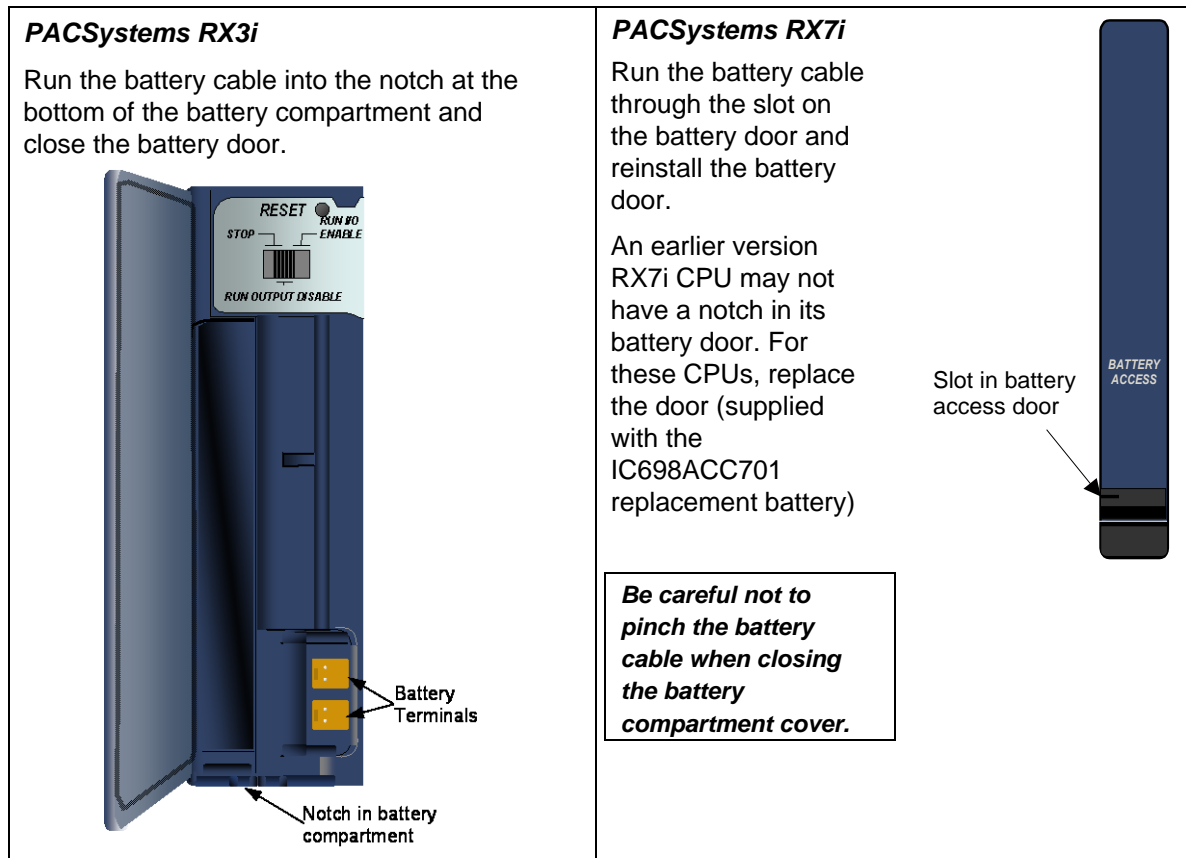 PACSystems RX3i
Run the battery cable into the notch at the
bottom of the battery compartment and
close the battery door.
RESET
RUN I/O
STOP
ENABLE
RUN OUTPUT DISABLE
Battery
Terminals
Notch in battery
compartment
PACSystems RX7i
Run the battery cable
through the slot on
the battery door and
reinstall the battery
door.
An earlier version
RX7i CPU may not
have a notch in its
battery door. For
these CPUs, replace
the door (supplied
with the
IC698ACC701
replacement battery)
Be careful not to
pinch the battery
cable when closing
the battery
compartment cover.
Slot in battery
access door
BATTERY
ACCESS